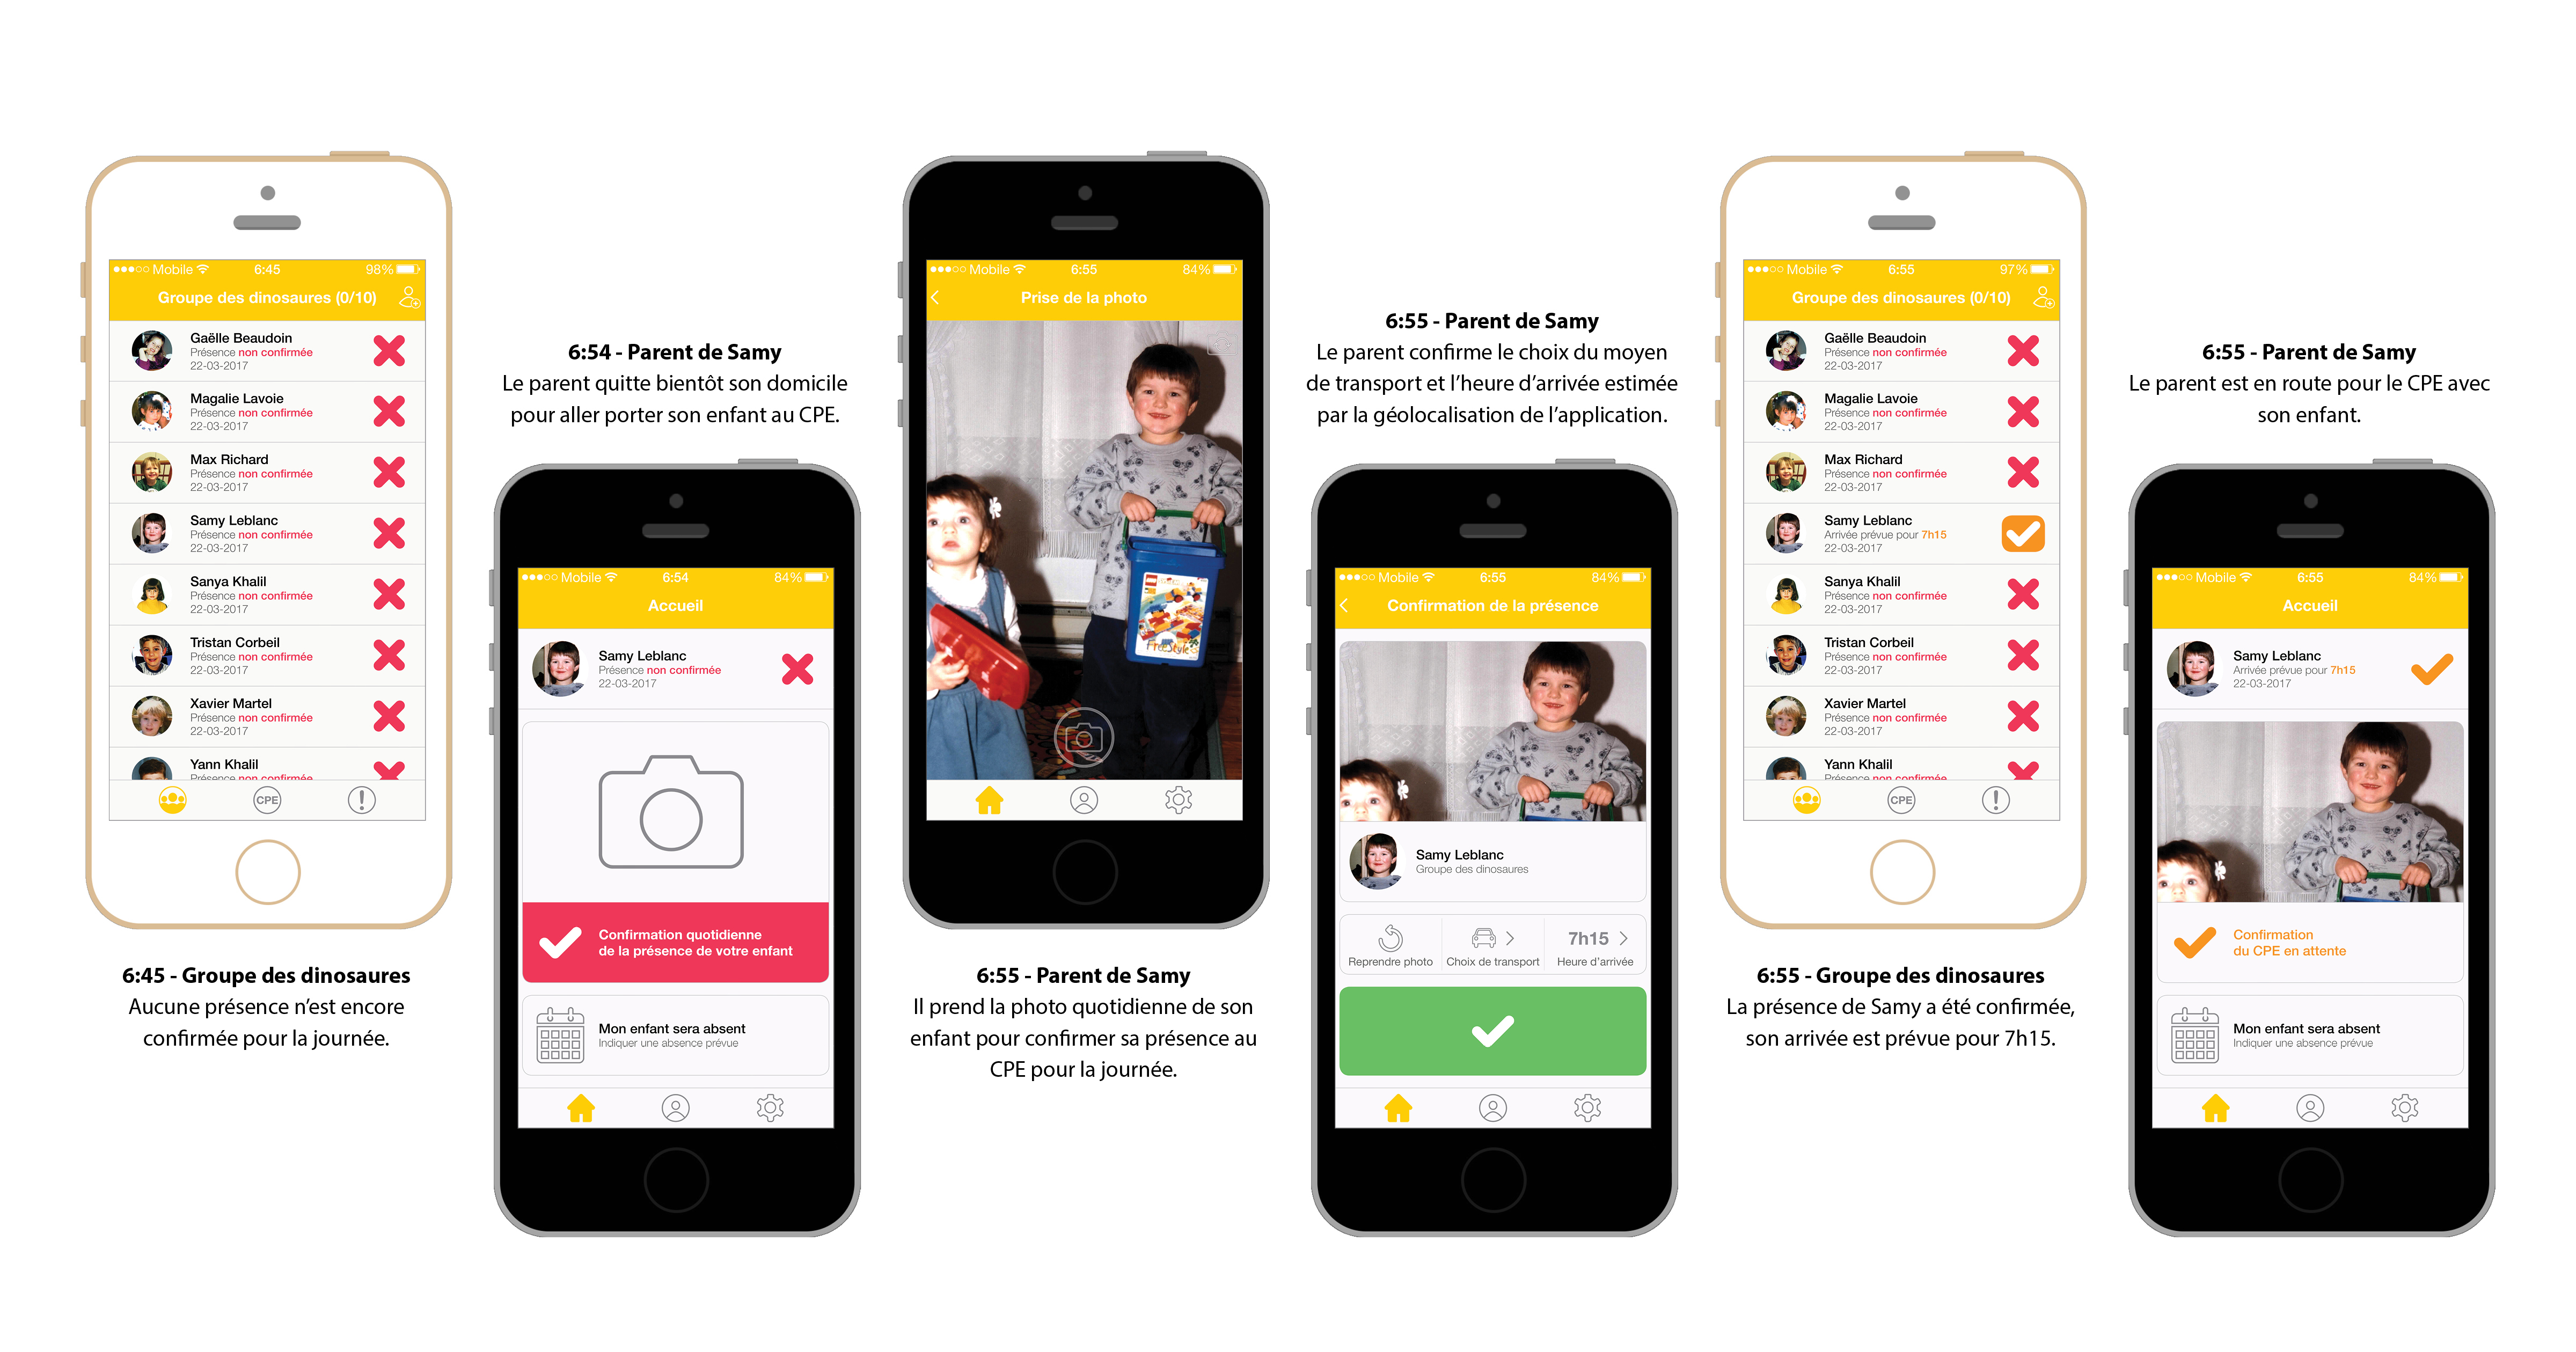 Mobile 6:45 98%
Groupe des dinosaures (0/10)
Gaëlle Beaudoin
Présence non confirmée
22-03-2017
Magalie Lavoie
Présence non confirmée
22-03-2017
Max Richard
Présence non confirmée
22-03-2017
Samy Leblanc
Présence non confirmée
22-03-2017
Sanya Khalil
Présence non confirmée
22-03-2017
Tristan Corbeil
Présence non confirmée
22-03-2017
Xavier Martel
Présence non confirmée
22-03-2017
Yann Khalil
Présence non confirmée
CPE
6:45 - Groupe des dinosaures
Aucune présence n’est encore
confirmée pour la journée.
6:54 - Parent de Samy
Le parent quitte bientôt son domicile
pour aller porter son enfant au CPE.
Mobile 6:54 84%
Accueil
Samy Leblanc
Présence non confirmée
22-03-2017
Confirmation quotidienne
de la présence de votre enfant
Mon enfant sera absent
Indiquer une absence prévue
Mobile 6:55 84%
Prise de la photo
LEGO
FreeStyle
6:55 - Parent de Samy
Il prend la photo quotidienne de son
enfant pour confirmer sa présence au
CPE pour la journée.
6:55 - Parent de Samy
Le parent confirme le choix du moyen
de transport et l’heure d’arrivée estimée
par la géolocalisation de l’application.
Mobile 6:55 84%
Confirmation de la présence
Samy Leblanc
Groupe des dinosaures
7h15
Reprendre photo Choix de transport Heure d’arrivée
Mobile 6:55 97%
Groupe des dinosaures (0/10)
Gaëlle Beaudoin
Présence non confirmée
22-03-2017
Magalie Lavoie
Présence non confirmée
22-03-2017
Max Richard
Présence non confirmée
22-03-2017
Samy Leblanc
Arrivée prévue pour 7h15
22-03-2017
Sanya Khalil
Présence non confirmée
22-03-2017
Tristan Corbeil
Présence non confirmée
22-03-2017
Xavier Martel
Présence non confirmée
22-03-2017
Yann Khalil
Présence non confirmée
CPE
6:55 - Groupe des dinosaures
La présence de Samy a été confirmée,
son arrivée est prévue pour 7h15.
6:55 - Parent de Samy
Le parent est en route pour le CPE avec
son enfant.
Mobile 6:55 84%
Accueil
Samy Leblanc
Arrivée prévue pour 7h15
22-03-2017
Confirmation
du CPE en attente
Mon enfant sera absent
Indiquer une absence prévue